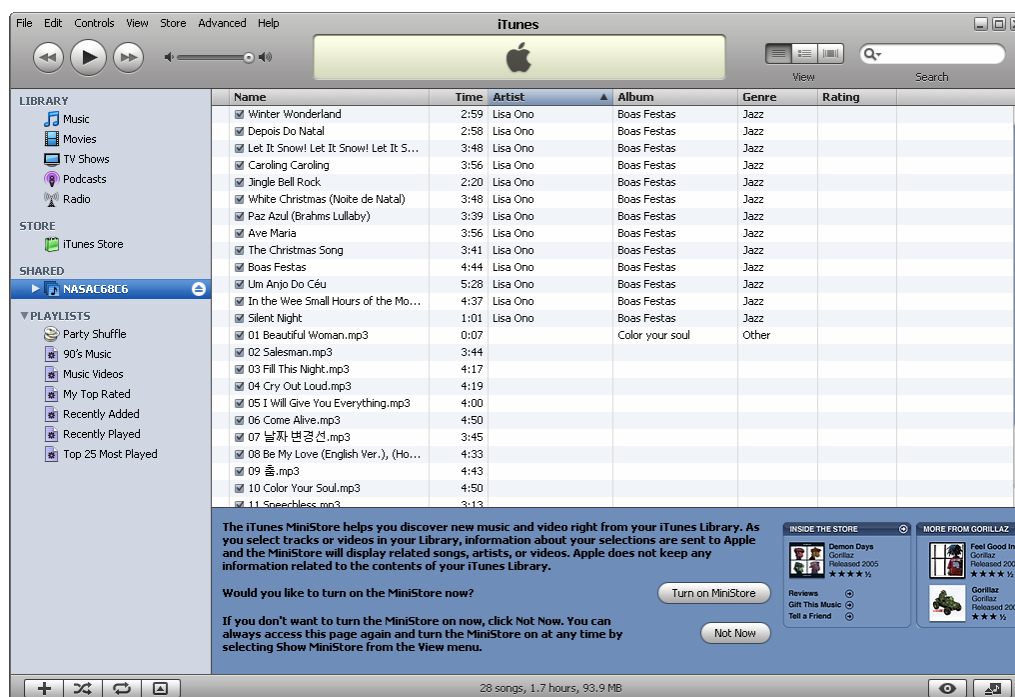 File Edit Controls View Store Advanced Help
iTunes
View
Search
LIBRARY
Music
Movies
TV Shows
Podcasts
Radio
STORE
iTunes Store
SHARED
NASAC68C6
PLAYLISTS
Party Shuffle
90's Music
Music Videos
My Top Rated
Recently Added
Recently Played
Top 25 Most Played
Name Time Artist Album Genre Rating
Winter Wonderland 2:59 Lisa Ono Boas Festas Jazz
Depois Do Natal 2:58 Lisa Ono Boas Festas Jazz
Let It Snow! Let It Snow! Let It S... 3:48 Lisa Ono Boas Festas Jazz
Caroling Caroling 3:56 Lisa Ono Boas Festas Jazz
Jingle Bell Rock 2:20 Lisa Ono Boas Festas Jazz
White Christmas (Noite de Natal) 3:48 Lisa Ono Boas Festas Jazz
Paz Azul (Brahms Lullaby) 3:39 Lisa Ono Boas Festas Jazz
Ave Maria 3:56 Lisa Ono Boas Festas Jazz
The Christmas Song 3:41 Lisa Ono Boas Festas Jazz
Boas Festas 4:44 Lisa Ono Boas Festas Jazz
Um Anjo Do Céu 5:28 Lisa Ono Boas Festas Jazz
In the Wee Small Hours of the Mo... 4:37 Lisa Ono Boas Festas Jazz
Silent Night 1:01 Lisa Ono Boas Festas Jazz
01 Beautiful Woman.mp3 0:07 Color your soul Other
02 Salesman.mp3 3:44
03 Fill This Night.mp3 4:17
04 Cry Out Loud.mp3 4:19
05 I Will Give You Everything.mp3 4:00
06 Come Alive.mp3 4:50
07 날짜 변경선.mp3 3:45
08 Be My Love (English Ver.), (Ho... 4:33
09 춤.mp3 4:43
10 Color Your Soul.mp3 4:50
11 Speechless.mp3 3:13
The iTunes MiniStore helps you discover new music and video right from your iTunes Library. As
you select tracks or videos in your Library, information about your selections are sent to Apple
and the MiniStore will display related songs, artists, or videos. Apple does not keep any
information related to the contents of your iTunes Library.
Would you like to turn on the MiniStore now?
Turn on MiniStore
If you don't want to turn the MiniStore on now, click Not Now. You can
always access this page again and turn the MiniStore on at any time by
selecting Show MiniStore from the View menu.
Not Now
INSIDE THE STORE
Demon Days
Gorillaz
Released 2005
Reviews
Gift This Music
Tell a Friend
MORE FROM GORILLAZ
Feel Good In
Gorillaz
Released 200
Gorillaz
Gorillaz
Released 200
28 songs, 1.7 hours, 93.9 MB